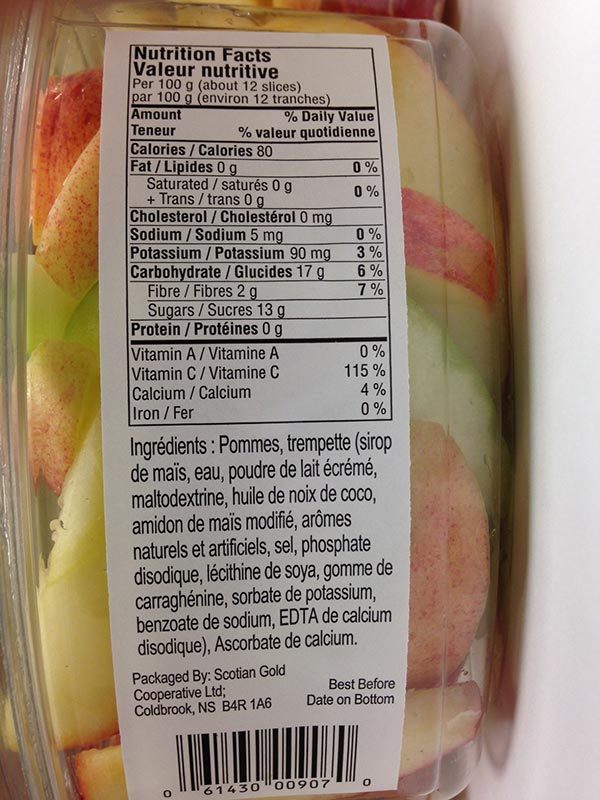 Nutrition Facts
Valeur nutritive
Per 100 g (about 12 slices)
par 100 g (environ 12 tranches)
Amount % Daily Value
Teneur % valeur quotidienne
Calories / Calories 80
Fat / Lipides 0 g 0 %
Saturated / saturés 0 g
+ Trans / trans 0 g 0 %
Cholesterol / Cholestérol 0 mg
Sodium / Sodium 5 mg 0 %
Potassium / Potassium 90 mg 3 %
Carbohydrate / Glucides 17 g 6 %
Fibre / Fibres 2 g 7 %
Sugars / Sucres 13 g
Protein / Protéines 0 g
Vitamin A / Vitamine A 0 %
Vitamin C / Vitamine C 115 %
Calcium / Calcium 4 %
Iron / Fer 0 %
Ingrédients : Pommes, trempette (sirop
de maïs, eau, poudre de lait écrémé,
maltodextrine, huile de noix de coco,
amidon de maïs modifié, arômes
naturels et artificiels, sel, phosphate
disodique, lécithine de soya, gomme de
carraghénine, sorbate de potassium,
benzoate de sodium, EDTA de calcium
disodique), Ascorbate de calcium.
Packaged By: Scotian Gold
Cooperative Ltd;
Coldbrook, NS B4R 1A6
Best Before
Date on Bottom
0 61430 00907 0